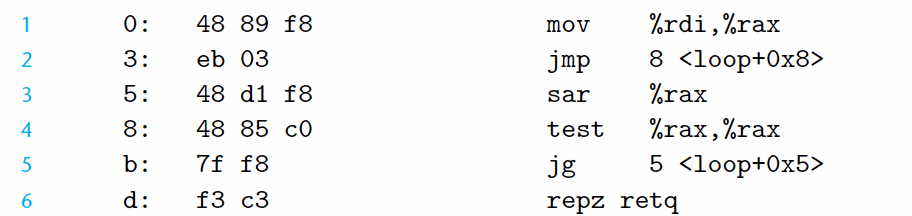 1 0: 48 89 f8 mov %rdi,%rax
2 3: eb 03 jmp 8 <loop+0x8>
3 5: 48 d1 f8 sar %rax
4 8: 48 85 c0 test %rax,%rax
5 b: 7f f8 jg 5 <loop+0x5>
6 d: f3 c3 repz retq